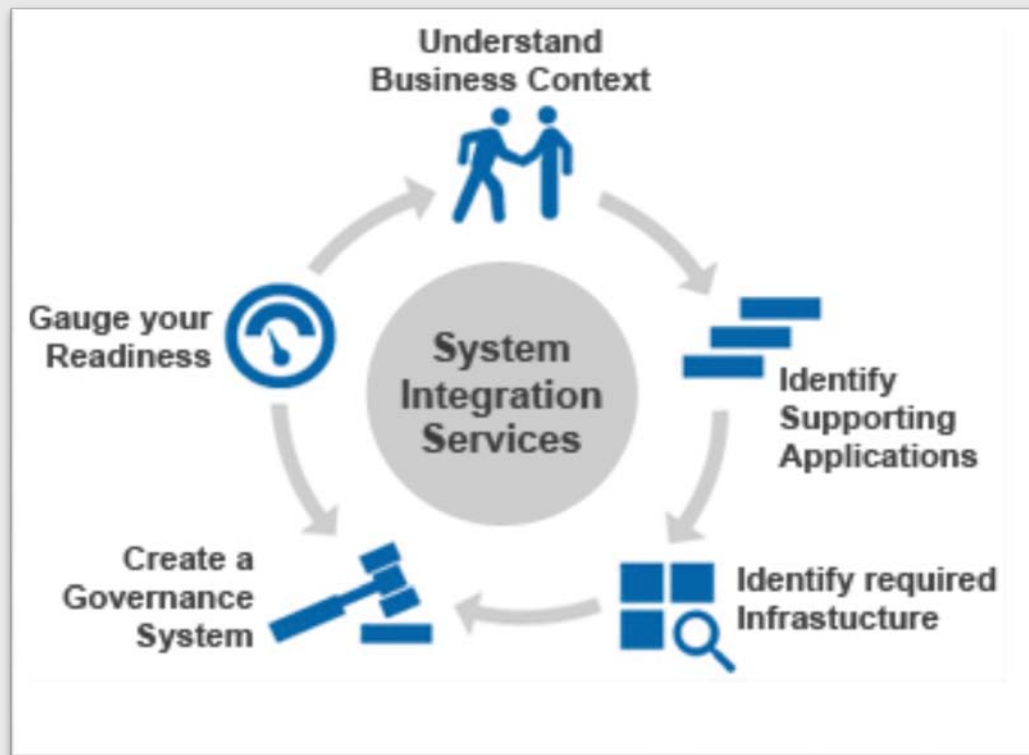 Understand
Business Context
Gauge your
Readiness
System
Integration
Services
Identify
Supporting
Applications
Create a
Governance
System
Identify required
Infrastucture